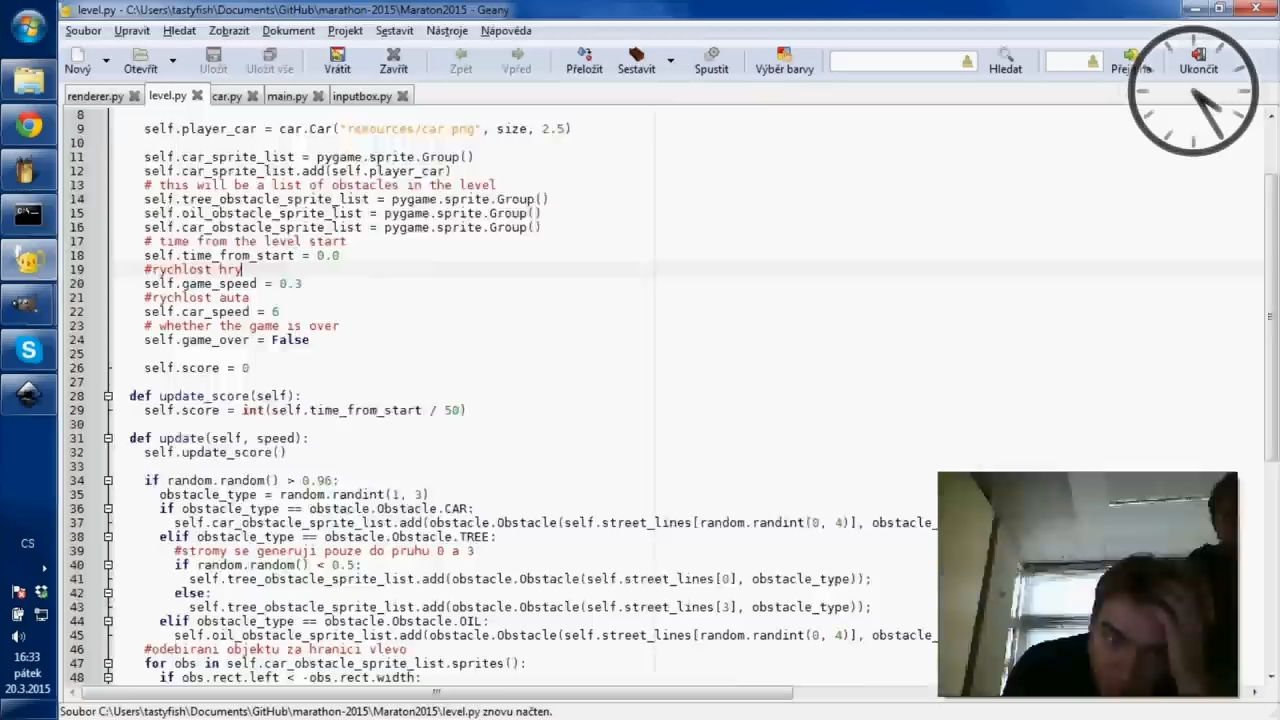 level.py - C:\Users\tastyfish\Documents\GitHub\marathon-2015\Maraton2015 - Geany
Soubor Upravit Hledat Zobrazit Dokument Projekt Sestavit Nástroje Nápověda
Nový Otevřít Uložit Uložit vše Vrátit Zavřít Zpět Vpřed Přeložit Sestavit Spustit Výběr barvy Hledat Ukončit
renderer.py level.py car.py main.py inputbox.py
8
9 self.player_car = car.Car("resources/car png", size, 2.5)
10
11 self.car_sprite_list = pygame.sprite.Group()
12 self.car_sprite_list.add(self.player_car)
13 # this will be a list of obstacles in the level
14 self.tree_obstacle_sprite_list = pygame.sprite.Group()
15 self.oil_obstacle_sprite_list = pygame.sprite.Group()
16 self.car_obstacle_sprite_list = pygame.sprite.Group()
17 # time from the level start
18 self.time_from_start = 0.0
19 #rychlost hry
20 self.game_speed = 0.3
21 #rychlost auta
22 self.car_speed = 6
23 # whether the game is over
24 self.game_over = False
25
26 self.score = 0
27
28 def update_score(self):
29 self.score = int(self.time_from_start / 50)
30
31 def update(self, speed):
32 self.update_score()
33
34 if random.random() > 0.96:
35 obstacle_type = random.randint(1, 3)
36 if obstacle_type == obstacle.Obstacle.CAR:
37 self.car_obstacle_sprite_list.add(obstacle.Obstacle(self.street_lines[random.randint(0, 4)], obstacle_
38 elif obstacle_type == obstacle.Obstacle.TREE:
39 #stromy se generuji pouze do pruhu 0 a 3
40 if random.random() < 0.5:
41 self.tree_obstacle_sprite_list.add(obstacle.Obstacle(self.street_lines[0], obstacle_type));
42 else:
43 self.tree_obstacle_sprite_list.add(obstacle.Obstacle(self.street_lines[3], obstacle_type));
44 elif obstacle_type == obstacle.Obstacle.OIL:
45 self.oil_obstacle_sprite_list.add(obstacle.Obstacle(self.street_lines[random.randint(0, 4)], obstacle_
46 #odebirani objektu za hranici vlevo
47 for obs in self.car_obstacle_sprite_list.sprites():
48 if obs.rect.left < -obs.rect.width:
CS
16:33
pátek
20.3.2015
Soubor C:\Users\tastyfish\Documents\GitHub\marathon-2015\Maraton2015\level.py znovu načten.